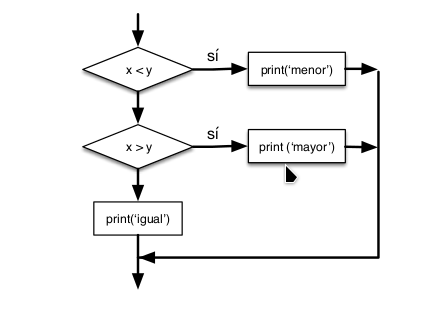 sí
x < y
print(‘menor’)
sí
x > y
print (‘mayor’)
print(‘igual’)